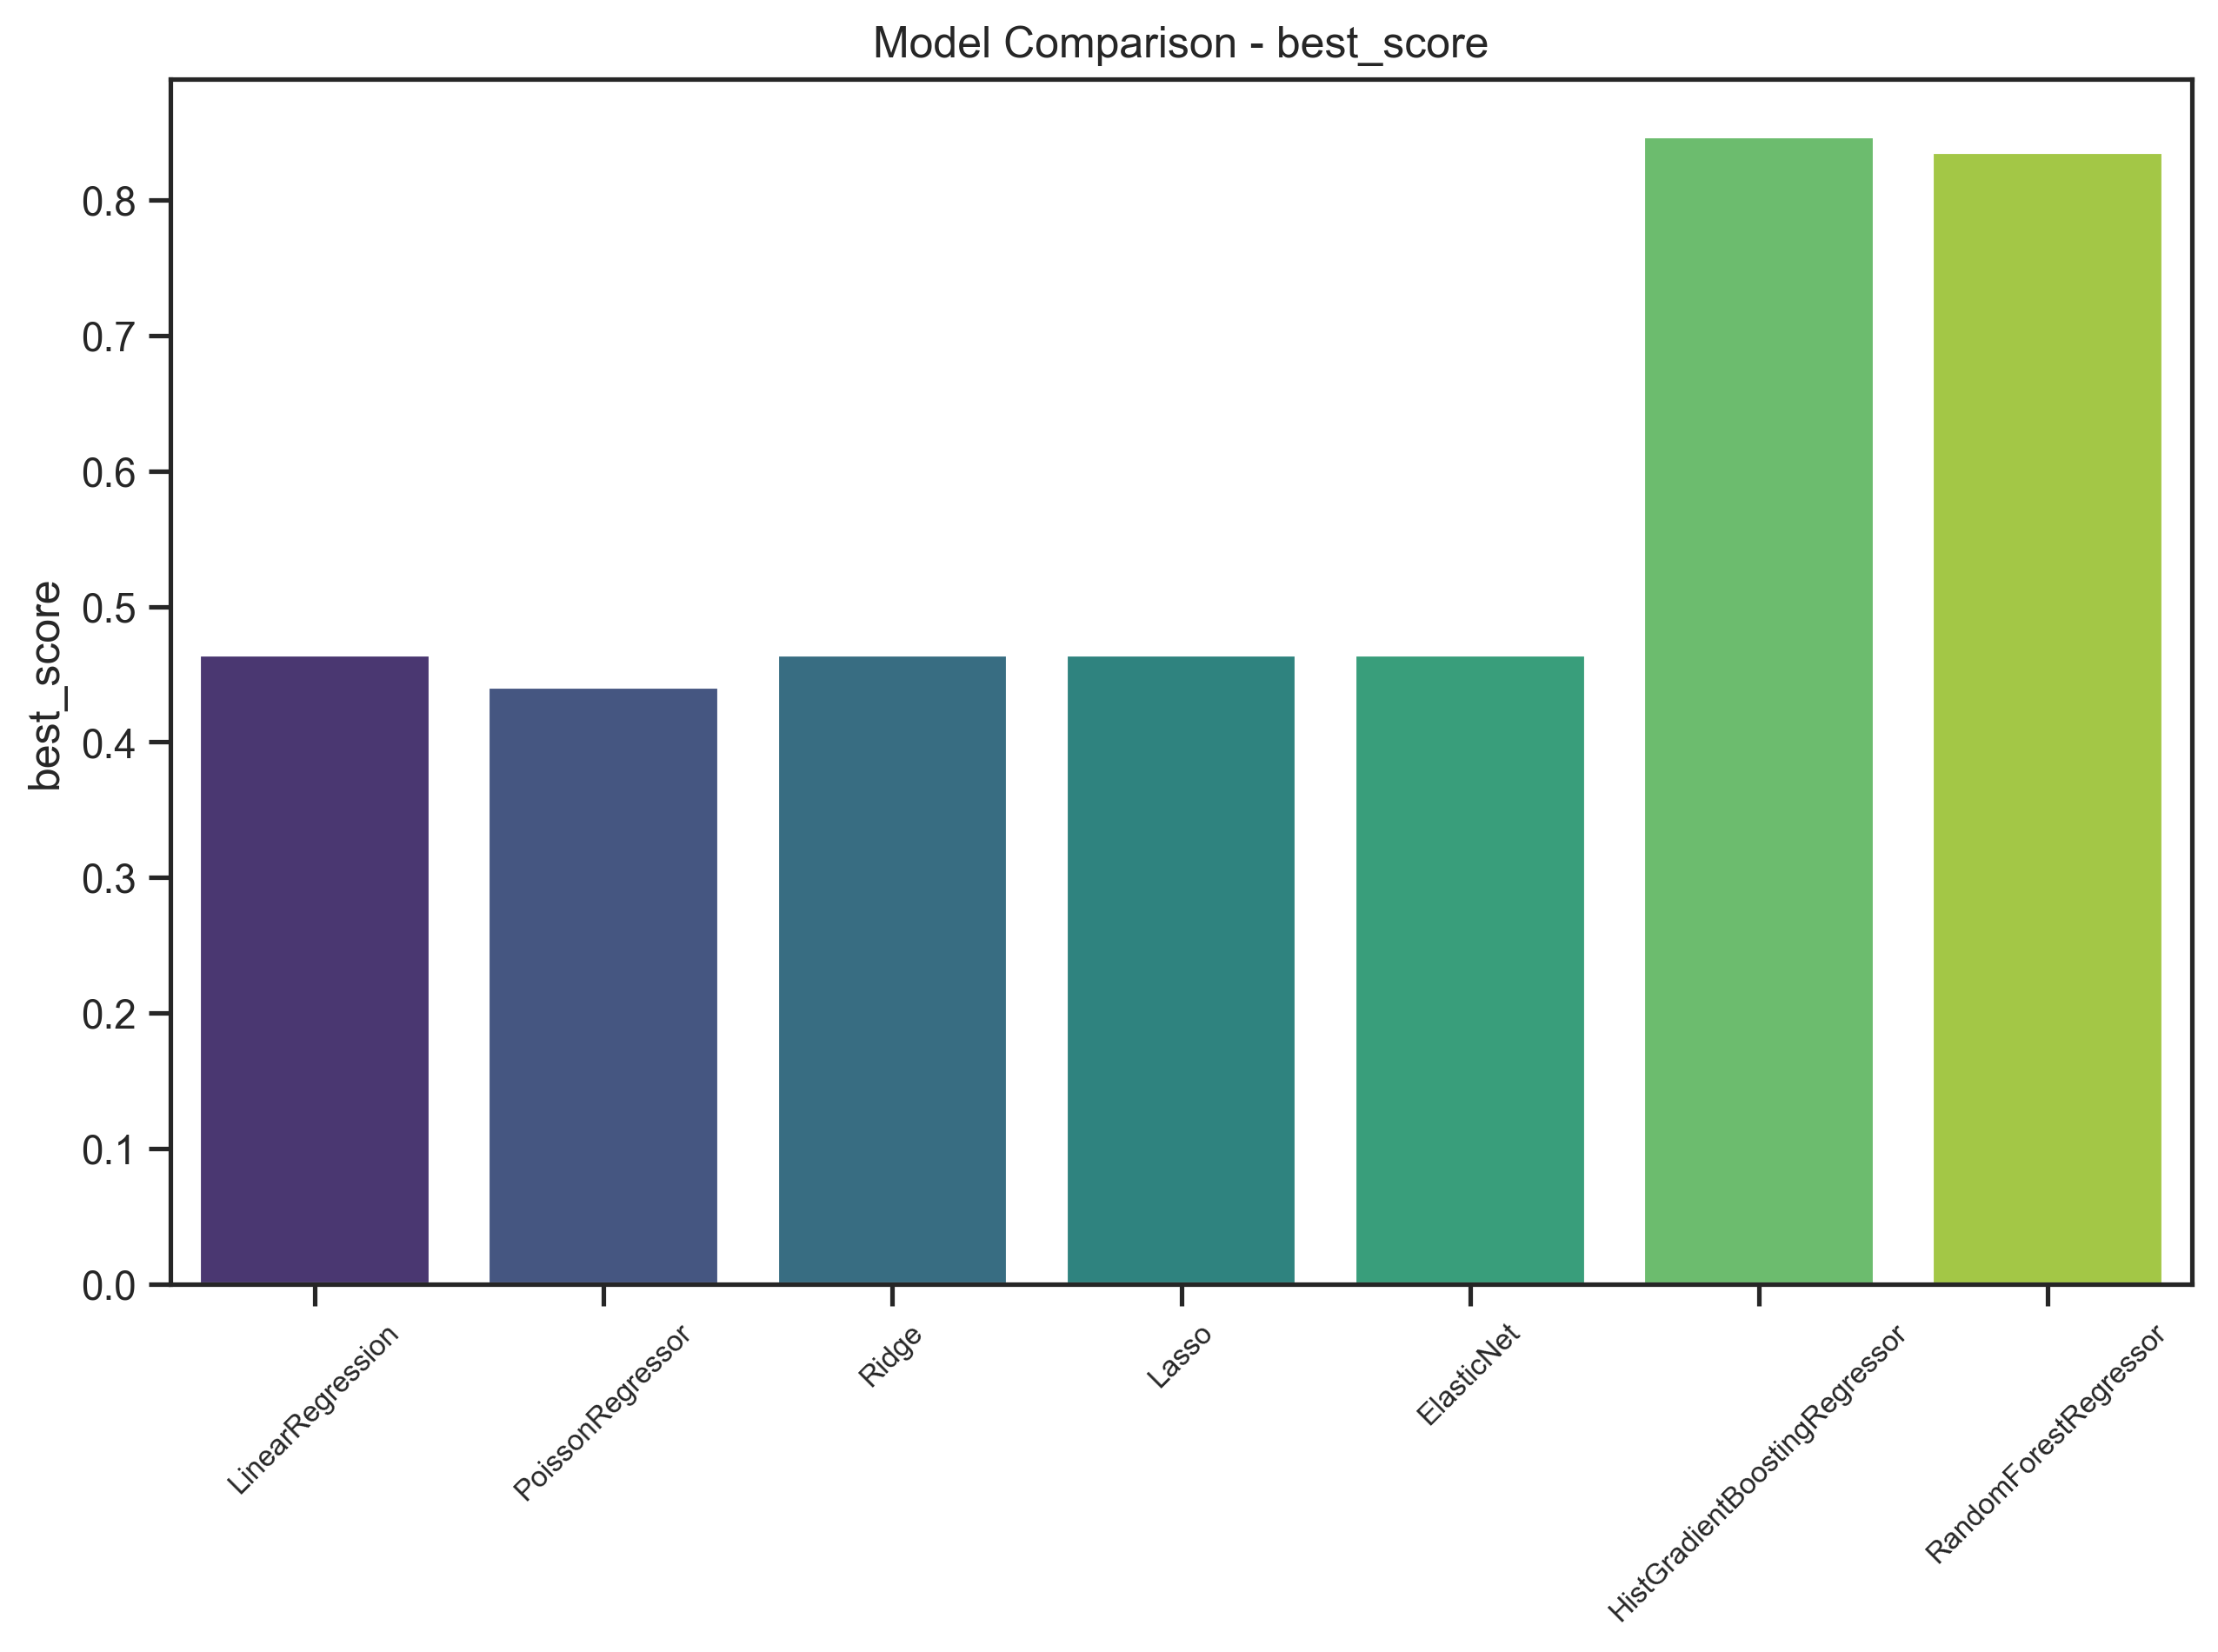 Model Comparison - best_score
best_score
0.8
0.7
0.6
0.5
0.4
0.3
0.2
0.1
0.0
LinearRegression
PoissonRegressor
Ridge
Lasso
ElasticNet
HistGradientBoostingRegressor
RandomForestRegressor